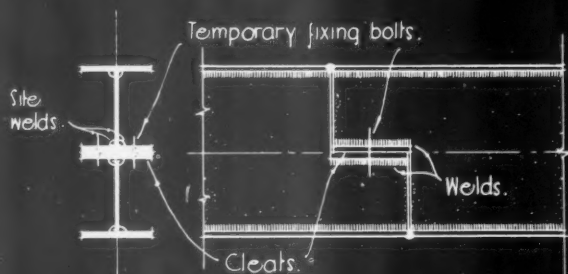 Temporary fixing bolts.
Site
welds.
Welds.
Cleats.